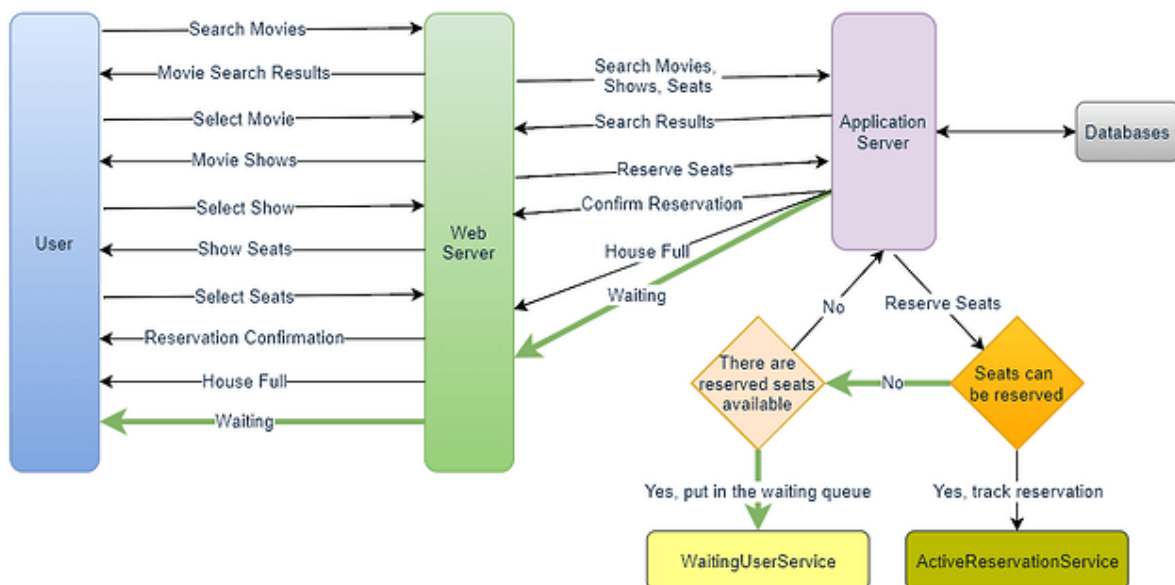 Search Movies
Movie Search Results
Search Movies,
Shows, Seats
Select Movie
Search Results
Application
Server
Databases
Movie Shows
Reserve Seats
Select Show
Confirm Reservation
User
Show Seats
Web
Server
House Full
Select Seats
Waiting
No
Reserve Seats
Reservation Confirmation
House Full
There are
reserved seats
available
No
Seats can
be reserved
Waiting
Yes, put in the waiting queue
Yes, track reservation
WaitingUserService
ActiveReservationService